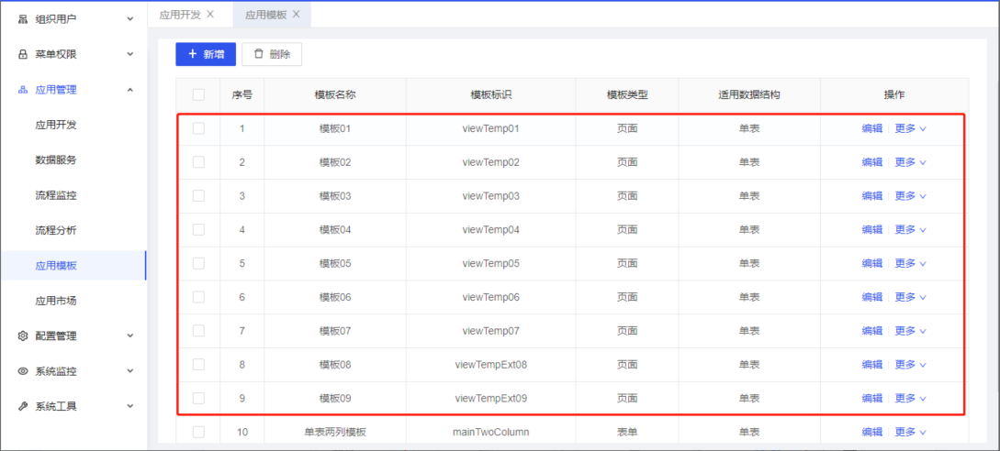 组织用户
菜单权限
应用管理
应用开发
数据服务
流程监控
流程分析
应用模板
应用市场
配置管理
系统监控
系统工具
应用开发 X 应用模板 X
+ 新增 删除
序号 模板名称 模板标识 模板类型 适用数据结构 操作
1 模板01 viewTemp01 页面 单表 编辑 更多
2 模板02 viewTemp02 页面 单表 编辑 更多
3 模板03 viewTemp03 页面 单表 编辑 更多
4 模板04 viewTemp04 页面 单表 编辑 更多
5 模板05 viewTemp05 页面 单表 编辑 更多
6 模板06 viewTemp06 页面 单表 编辑 更多
7 模板07 viewTemp07 页面 单表 编辑 更多
8 模板08 viewTempExt08 页面 单表 编辑 更多
9 模板09 viewTempExt09 页面 单表 编辑 更多
10 单表两列模板 mainTwoColumn 表单 单表 编辑 更多